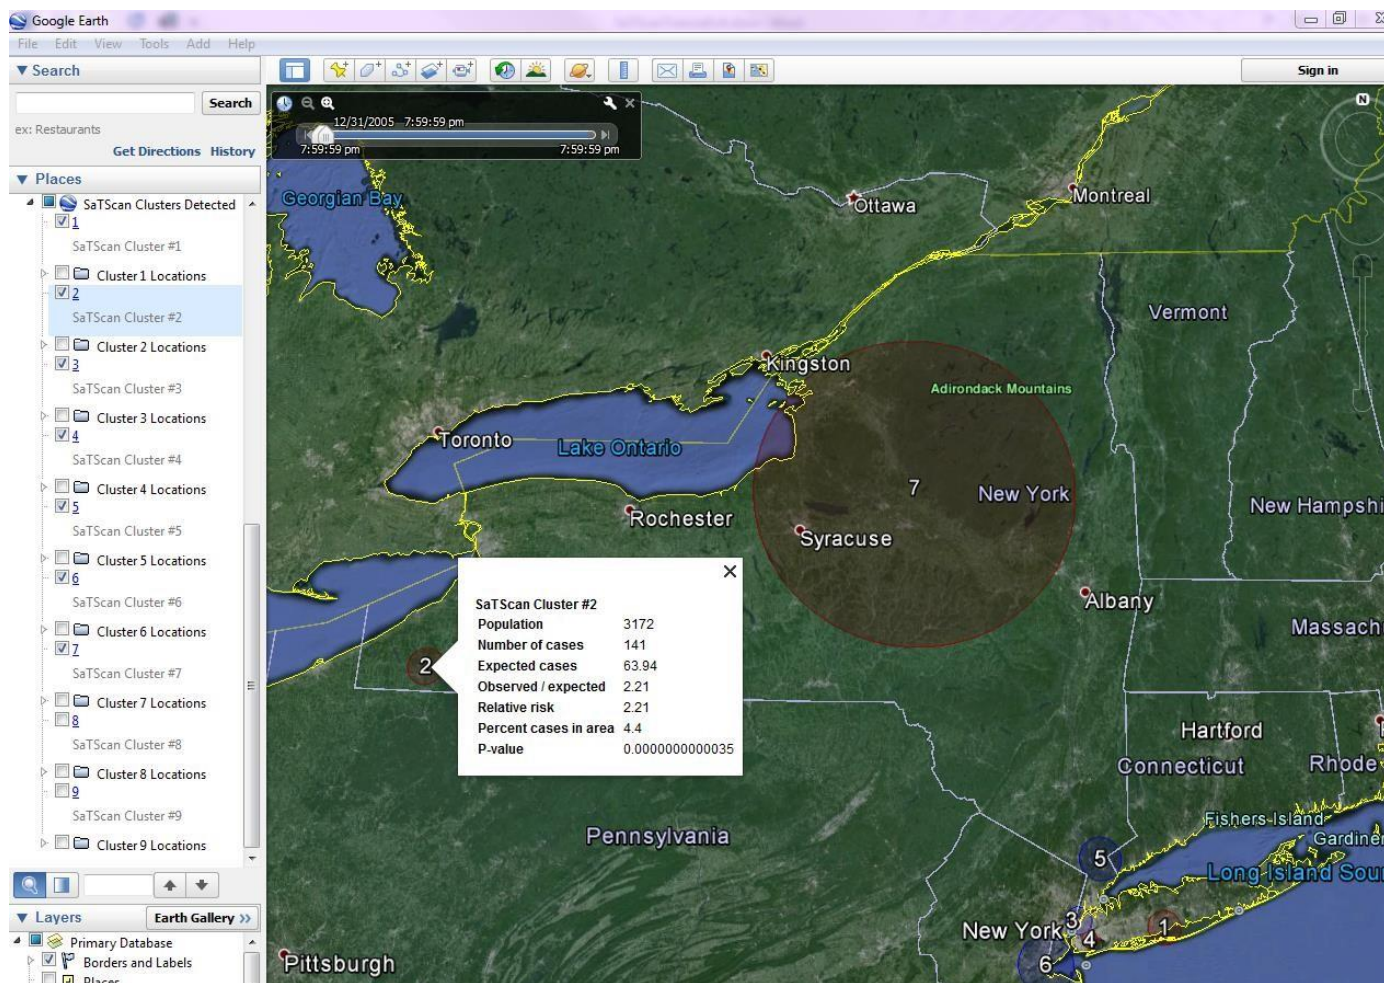 Google Earth
File Edit View Tools Add Help
Search
Search
ex: Restaurants
Get Directions History
Places
SaTScan Clusters Detected
1
SaTScan Cluster #1
Cluster 1 Locations
2
SaTScan Cluster #2
Cluster 2 Locations
3
SaTScan Cluster #3
Cluster 3 Locations
4
SaTScan Cluster #4
Cluster 4 Locations
5
SaTScan Cluster #5
Cluster 5 Locations
6
SaTScan Cluster #6
Cluster 6 Locations
7
SaTScan Cluster #7
Cluster 7 Locations
8
SaTScan Cluster #8
Cluster 8 Locations
9
SaTScan Cluster #9
Cluster 9 Locations
Layers
Earth Gallery >>
Primary Database
Borders and Labels
Places
Sign in
12/31/2005 7:59:59 pm
7:59:59 pm 7:59:59 pm
N
Georgian Bay
Ottawa
Montreal
Vermont
Kingston
Adirondack Mountains
Toronto
Lake Ontario
7
New York
New Hampshi
Rochester
Syracuse
Albany
Massach
2
SaTScan Cluster #2
Population 3172
Number of cases 141
Expected cases 63.94
Observed / expected 2.21
Relative risk 2.21
Percent cases in area 4.4
P-value 0.0000000000035
Hartford
Connecticut
Rhode
Pennsylvania
Fishers Island
Gardiner
5
Long Island Sou
New York
3
1
4
6
Pittsburgh